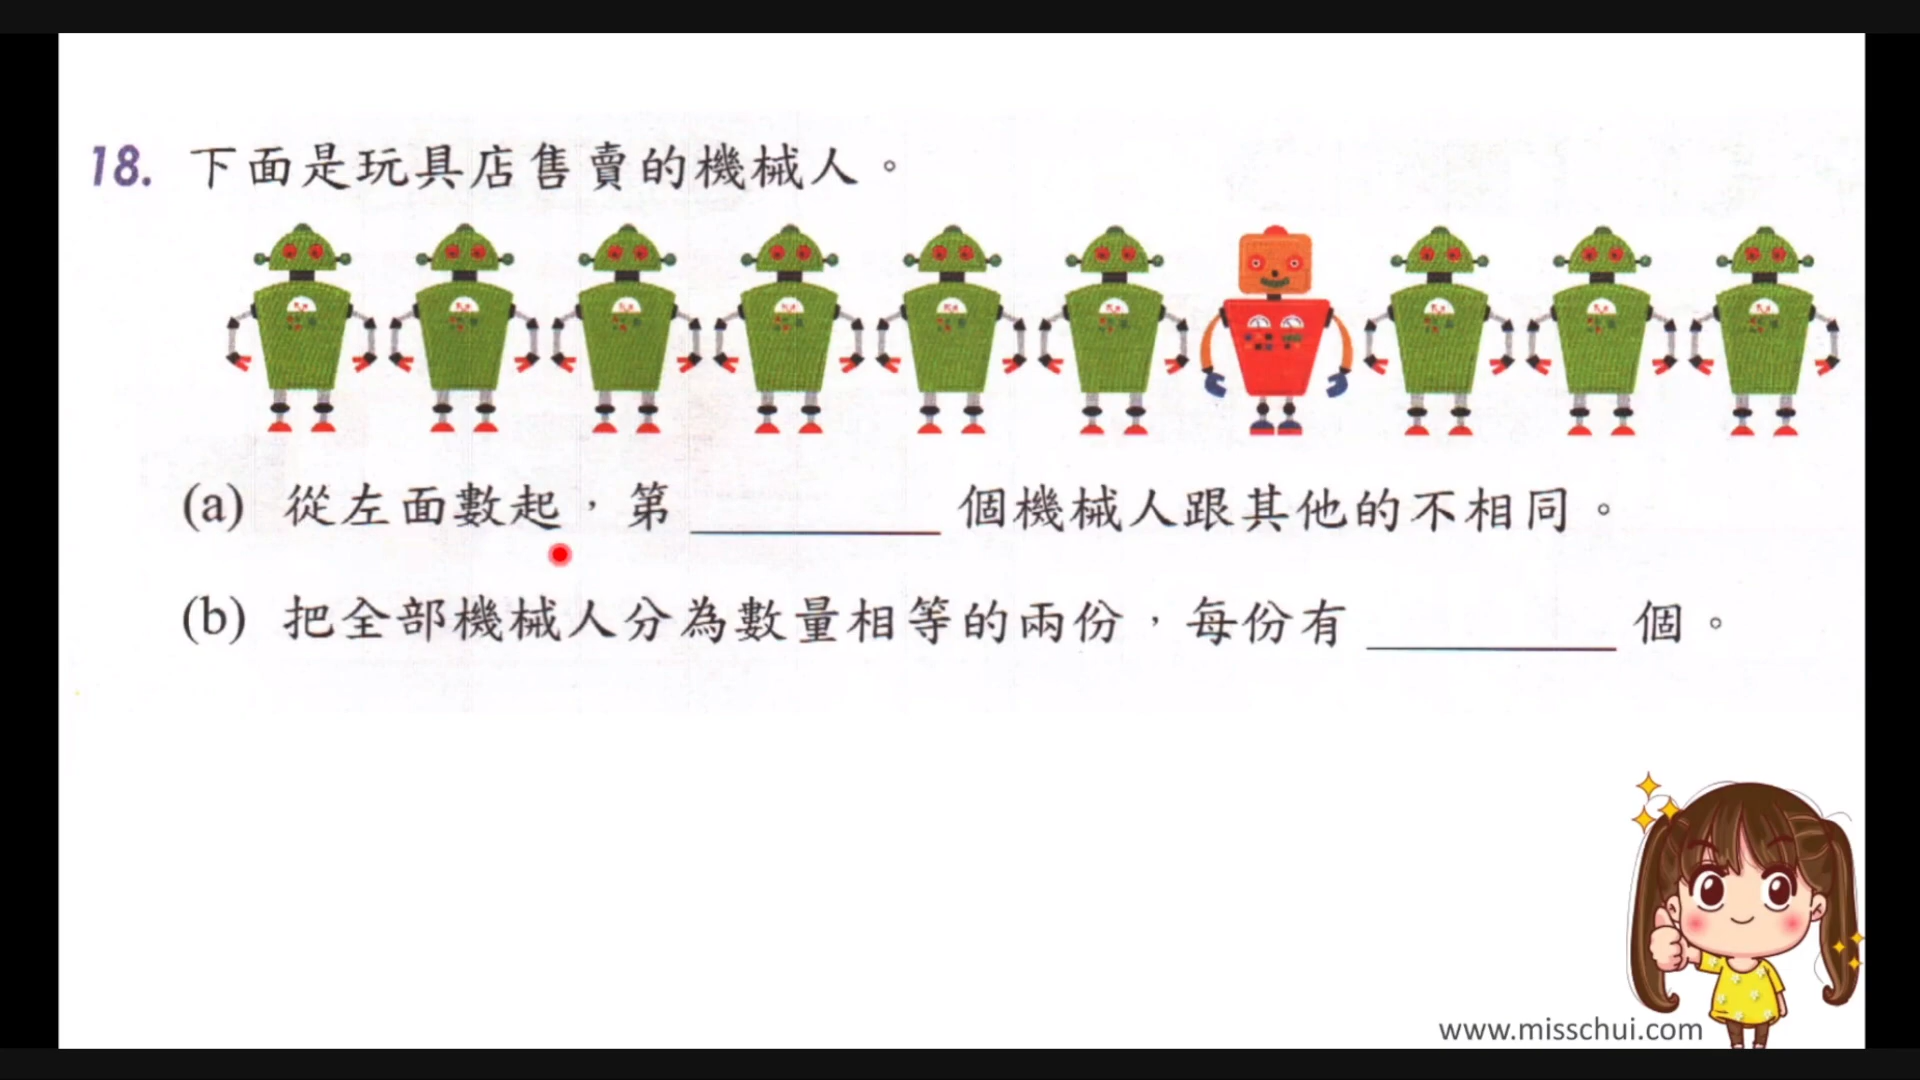 18. 下面是玩具店售賣的機械人。
(a) 從左面數起，第 ________ 個機械人跟其他的不相同。
(b) 把全部機械人分為數量相等的兩份，每份有 ________ 個。
www.misschui.com